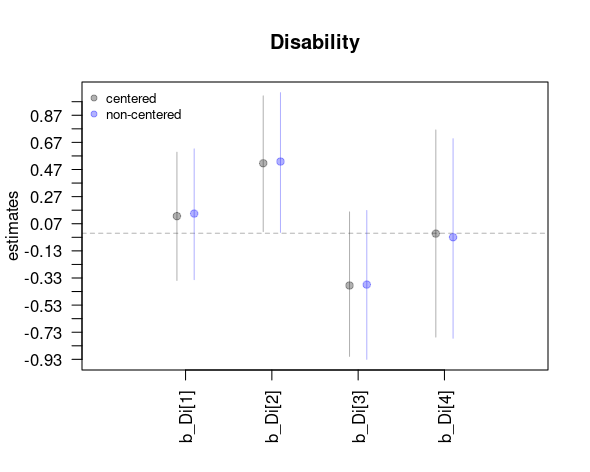 Disability
centered
non-centered
estimates
0.87
0.67
0.47
0.27
0.07
-0.13
-0.33
-0.53
-0.73
-0.93
b_Di[1]
b_Di[2]
b_Di[3]
b_Di[4]